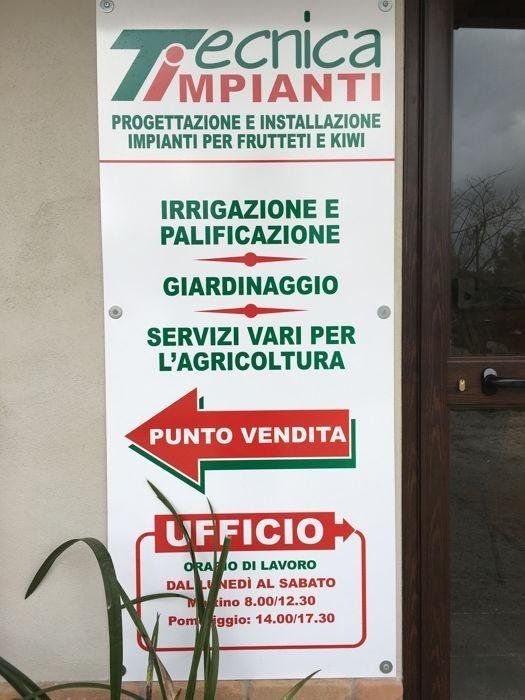 Tecnica
IMPIANTI
PROGETTAZIONE E INSTALLAZIONE
IMPIANTI PER FRUTTETI E KIWI
IRRIGAZIONE E
PALIFICAZIONE
GIARDINAGGIO
SERVIZI VARI PER
L'AGRICOLTURA
PUNTO VENDITA
UFFICIO
ORARIO DI LAVORO
DAL LUNEDÌ AL SABATO
Mattino 8.00/12.30
Pomeriggio: 14.00/17.30